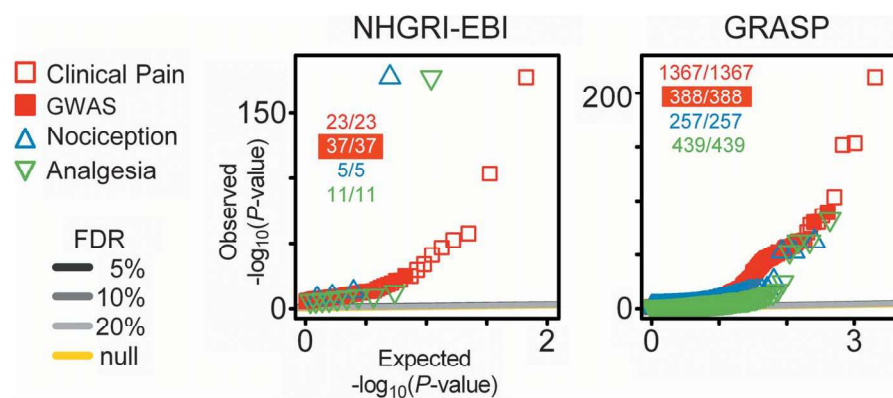 NHGRI-EBI
GRASP
Clinical Pain
GWAS
Nociception
Analgesia
FDR
5%
10%
20%
null
Observed
-log10(P-value)
150
0
23/23
37/37
5/5
11/11
0
2
200
0
1367/1367
388/388
257/257
439/439
0
3
Expected
-log10(P-value)